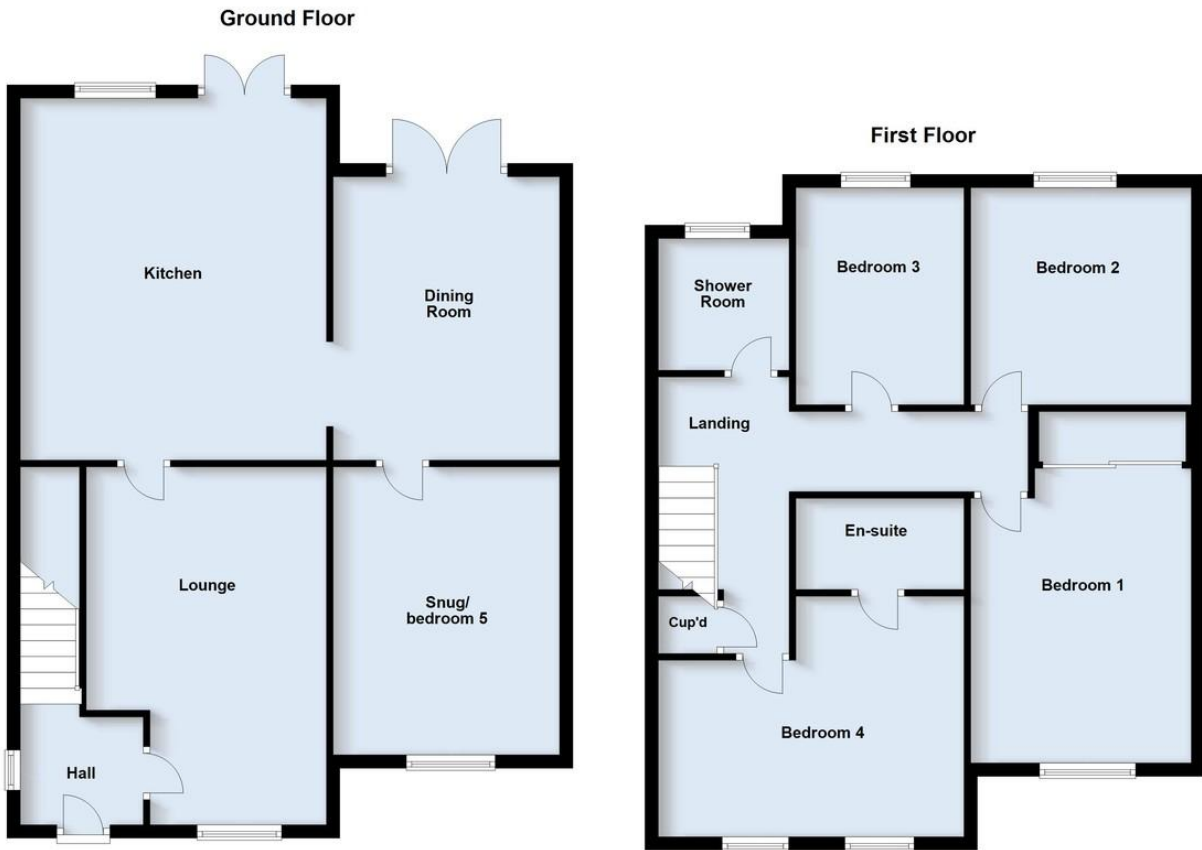 Ground Floor
Kitchen
Dining
Room
Lounge
Snug/
bedroom 5
Hall
First Floor
Bedroom 3
Bedroom 2
Shower
Room
Landing
En-suite
Bedroom 1
Cup'd
Bedroom 4